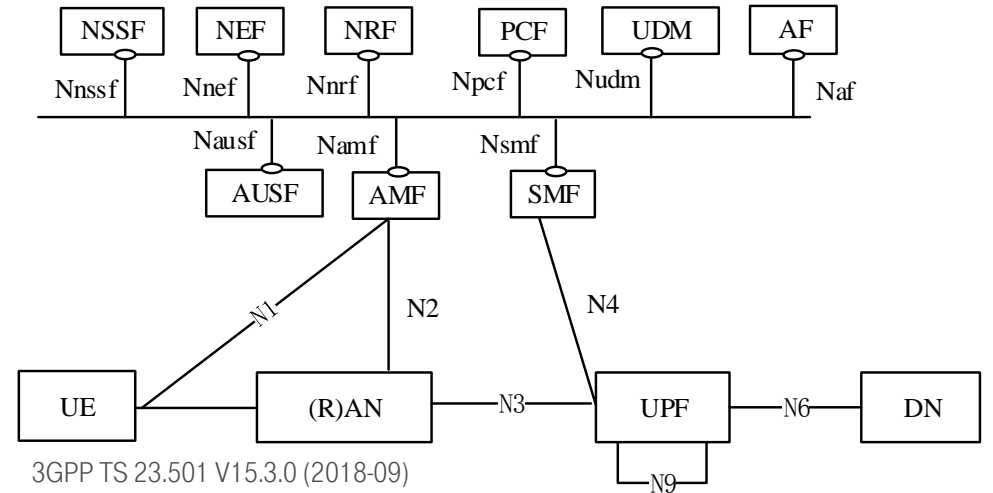 NSSF NEF NRF PCF UDM AF
Nnssf Nnef Nnrf Npcf Nudm Naf
Nausf Namf Nsmf
AUSF AMF SMF
N1 N2 N4
UE (R)AN N3 UPF N6 DN
3GPP TS 23.501 V15.3.0 (2018-09)
N9